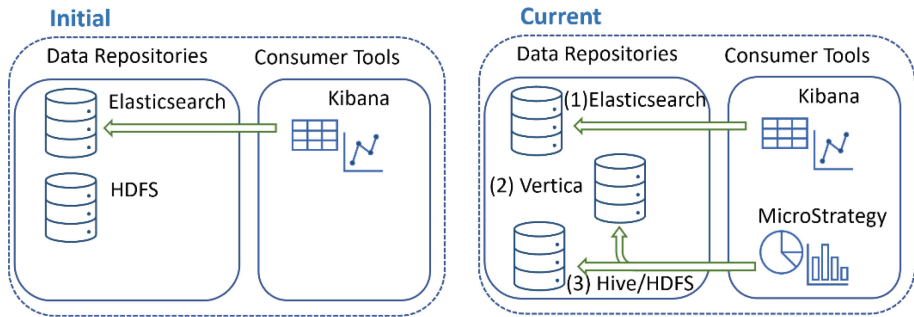 Initial
Data Repositories
Consumer Tools
Elasticsearch
Kibana
HDFS
Current
Data Repositories
Consumer Tools
(1)Elasticsearch
Kibana
(2) Vertica
MicroStrategy
(3) Hive/HDFS